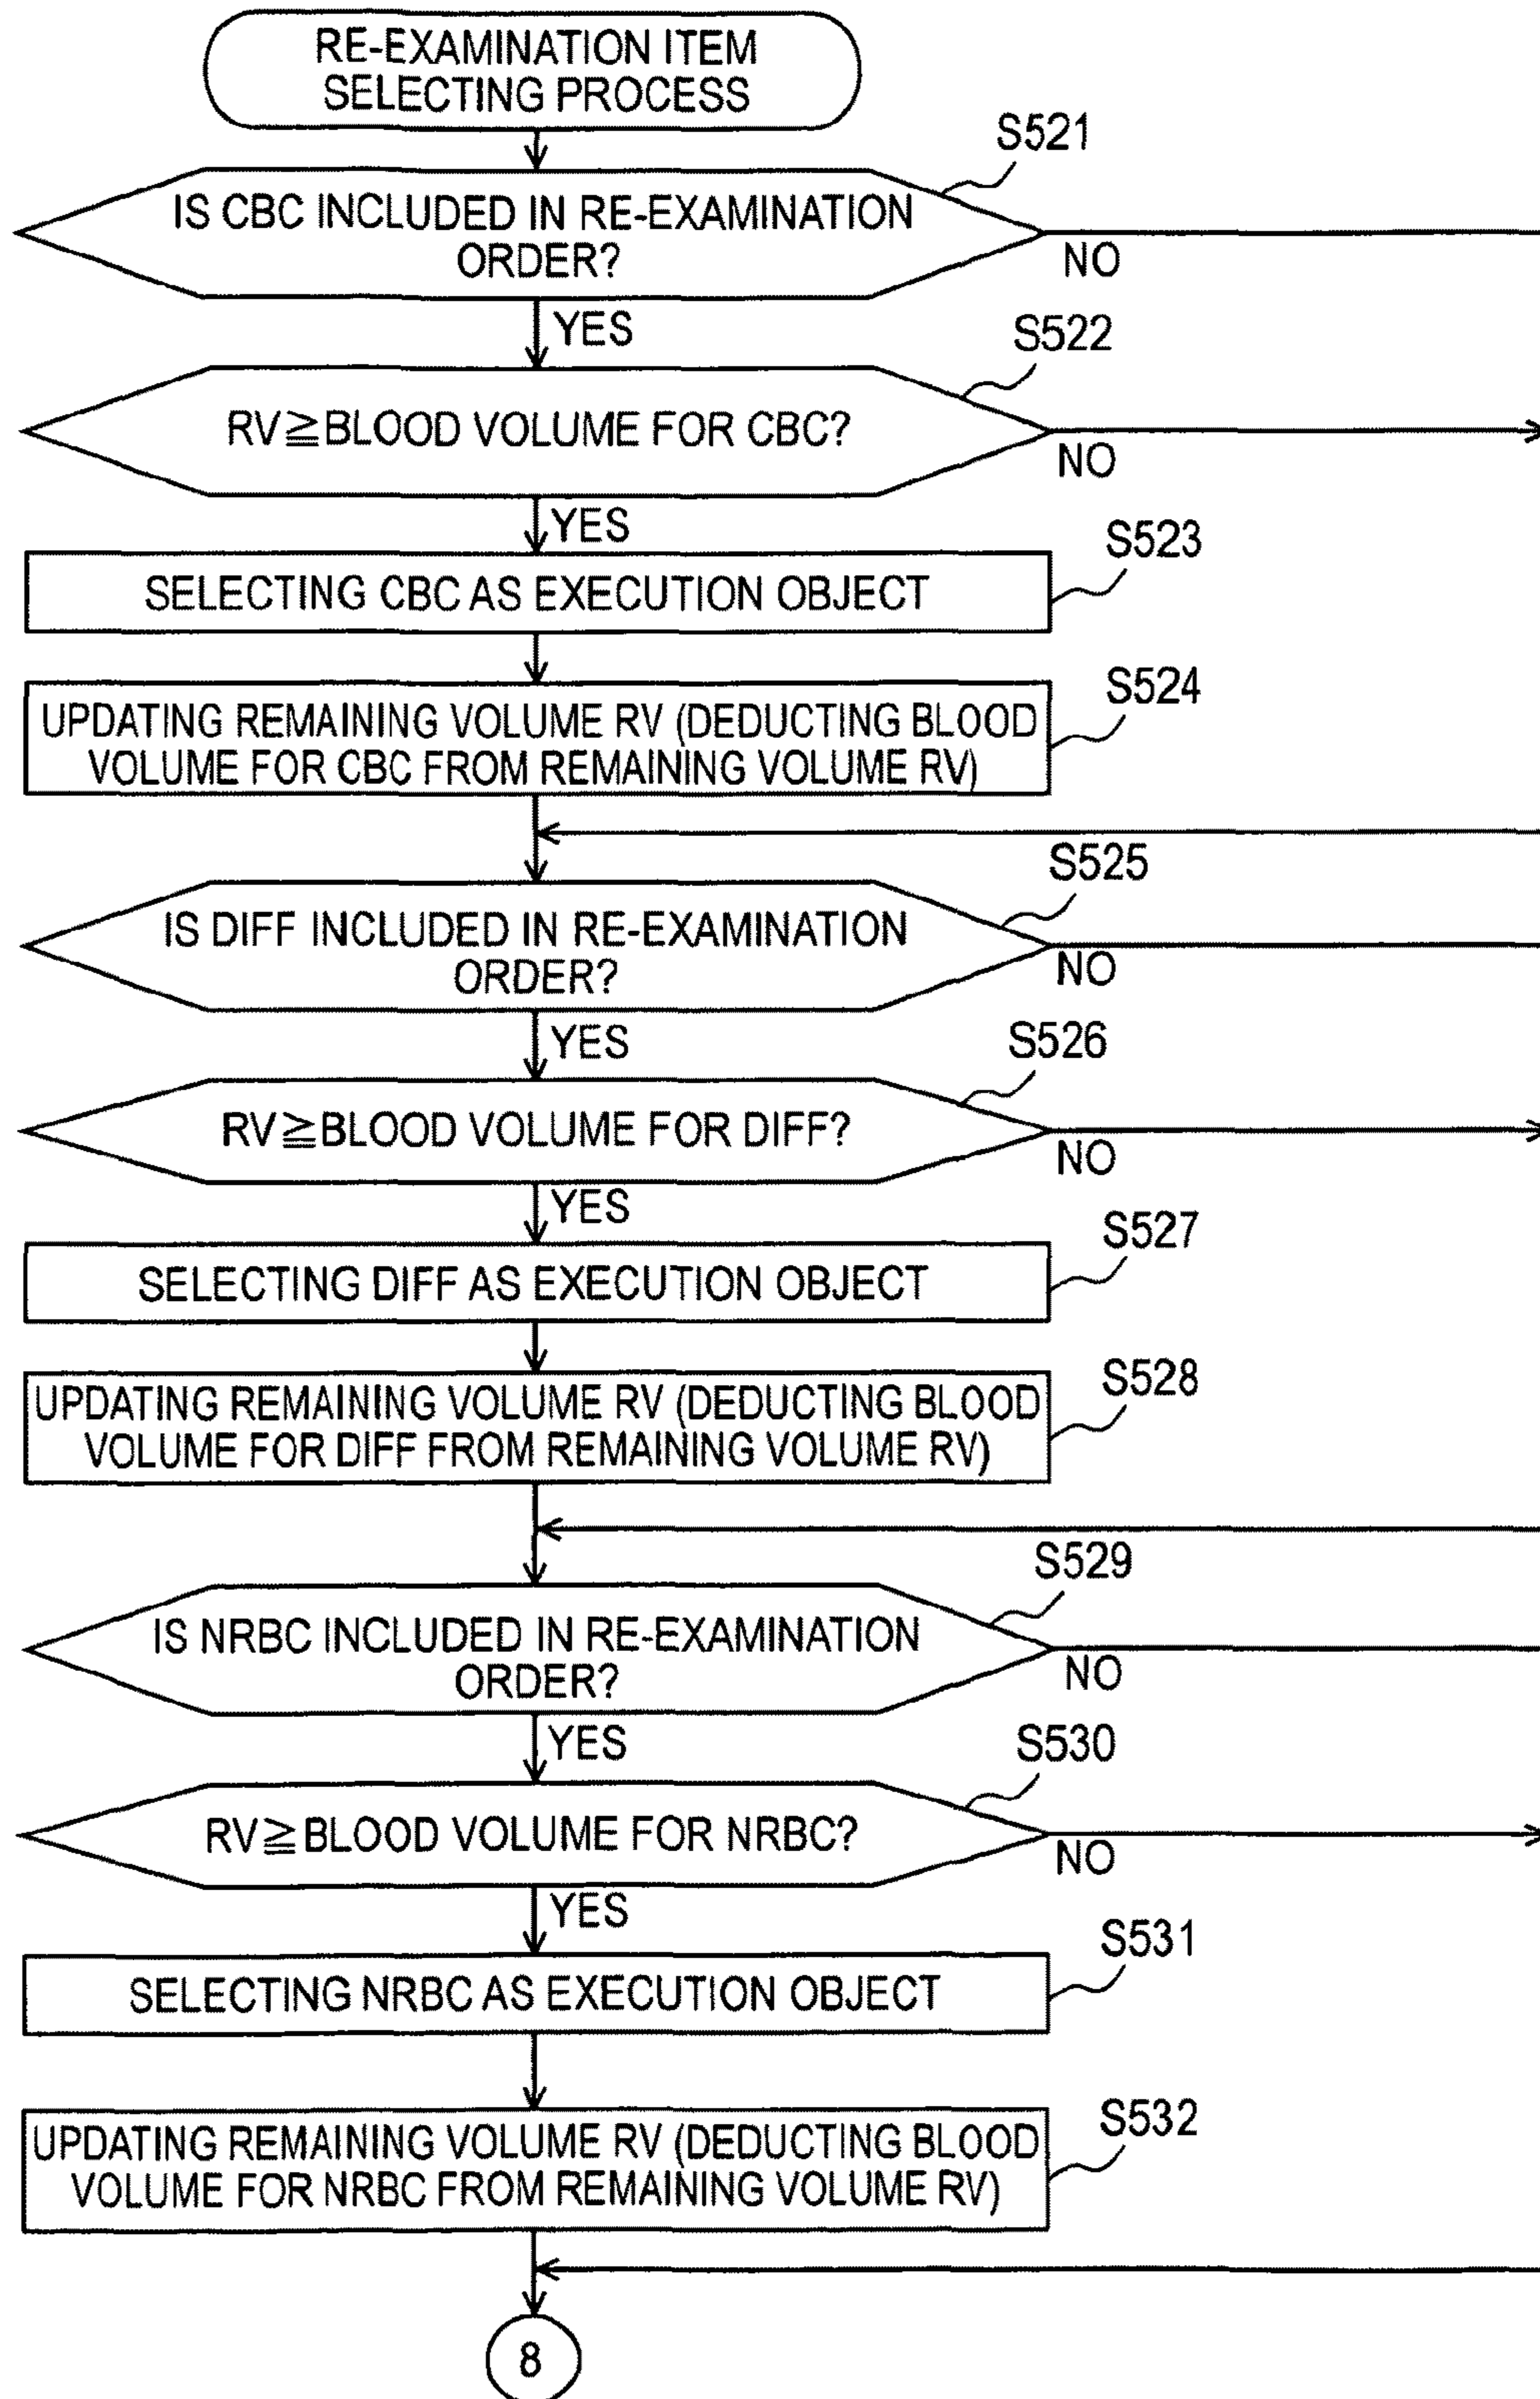 RE-EXAMINATION ITEM
SELECTING PROCESS
S521
IS CBC INCLUDED IN RE-EXAMINATION
ORDER?
NO
YES
S522
RV≧BLOOD VOLUME FOR CBC?
NO
YES
S523
SELECTING CBC AS EXECUTION OBJECT
S524
UPDATING REMAINING VOLUME RV (DEDUCTING BLOOD
VOLUME FOR CBC FROM REMAINING VOLUME RV)
S525
IS DIFF INCLUDED IN RE-EXAMINATION
ORDER?
NO
YES
S526
RV≧BLOOD VOLUME FOR DIFF?
NO
YES
S527
SELECTING DIFF AS EXECUTION OBJECT
S528
UPDATING REMAINING VOLUME RV (DEDUCTING BLOOD
VOLUME FOR DIFF FROM REMAINING VOLUME RV)
S529
IS NRBC INCLUDED IN RE-EXAMINATION
ORDER?
NO
YES
S530
RV≧BLOOD VOLUME FOR NRBC?
NO
YES
S531
SELECTING NRBC AS EXECUTION OBJECT
S532
UPDATING REMAINING VOLUME RV (DEDUCTING BLOOD
VOLUME FOR NRBC FROM REMAINING VOLUME RV)
8